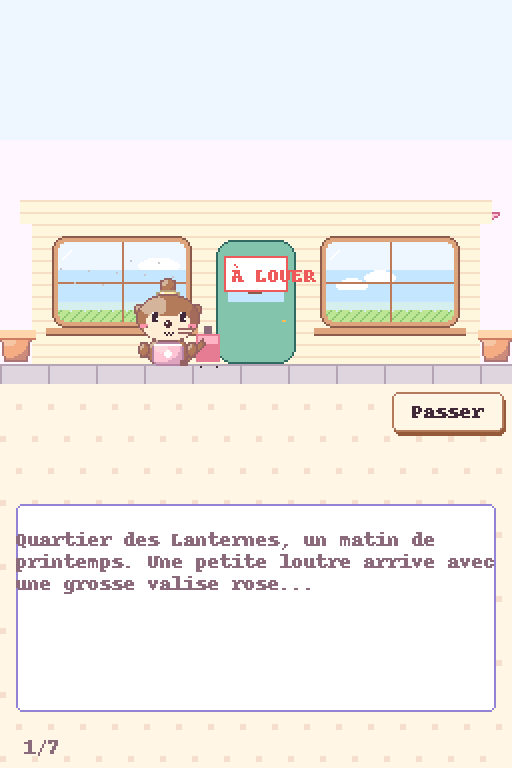 À LOUER
Passer
Quartier des Lanternes, un matin de
printemps. Une petite loutre arrive avec
une grosse valise rose...
1/7